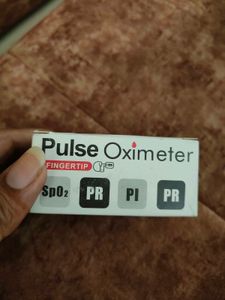 Pulse Oximeter
FINGERTIP
SpO₂ PR PI PR